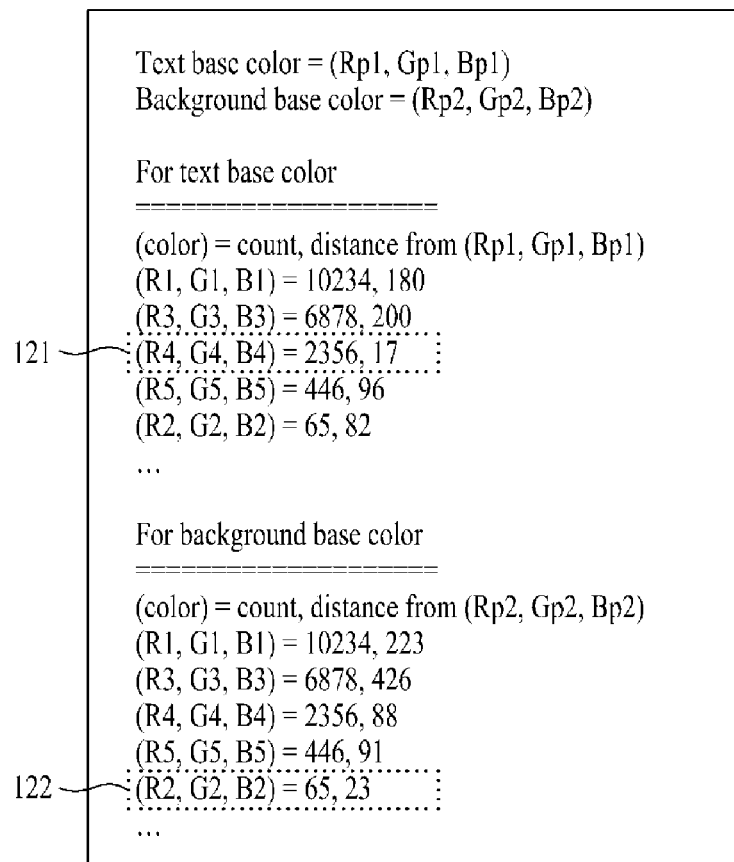 Text base color = (Rp1, Gp1, Bp1)
Background base color = (Rp2, Gp2, Bp2)
For text base color
====================
(color) = count, distance from (Rp1, Gp1, Bp1)
(R1, G1, B1) = 10234, 180
(R3, G3, B3) = 6878, 200
121 (R4, G4, B4) = 2356, 17
(R5, G5, B5) = 446, 96
(R2, G2, B2) = 65, 82
...
For background base color
====================
(color) = count, distance from (Rp2, Gp2, Bp2)
(R1, G1, B1) = 10234, 223
(R3, G3, B3) = 6878, 426
(R4, G4, B4) = 2356, 88
(R5, G5, B5) = 446, 91
122 (R2, G2, B2) = 65, 23
...